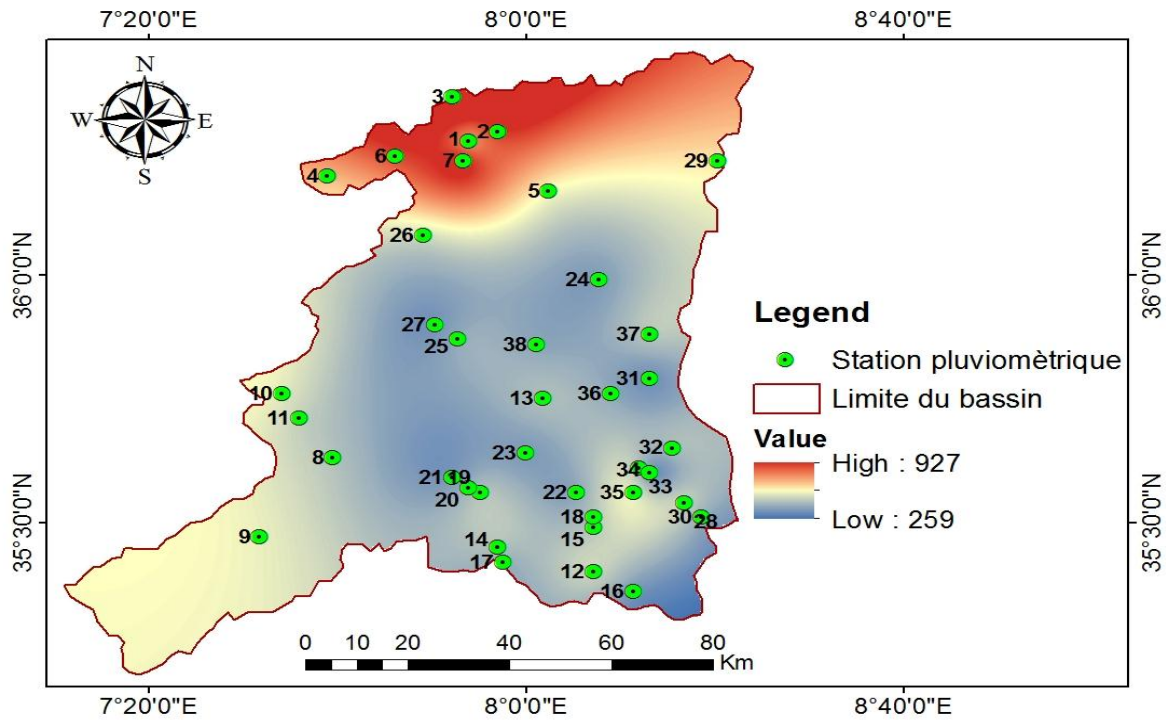 7°20'0"E 8°0'0"E 8°40'0"E
N
W E
S
3
1 2
6
7
4
29
5
26
36°0'0"N 36°0'0"N
24
27
25
38
37
31
10
36
13
11
8
23
32
21 19
20
22
34
33
35
18
30 28
15
9
14
17
12
16
35°30'0"N 35°30'0"N
Legend
Station pluviomètrique
Limite du bassin
Value
High : 927
Low : 259
0 10 20 40 60 80
Km
7°20'0"E 8°0'0"E 8°40'0"E